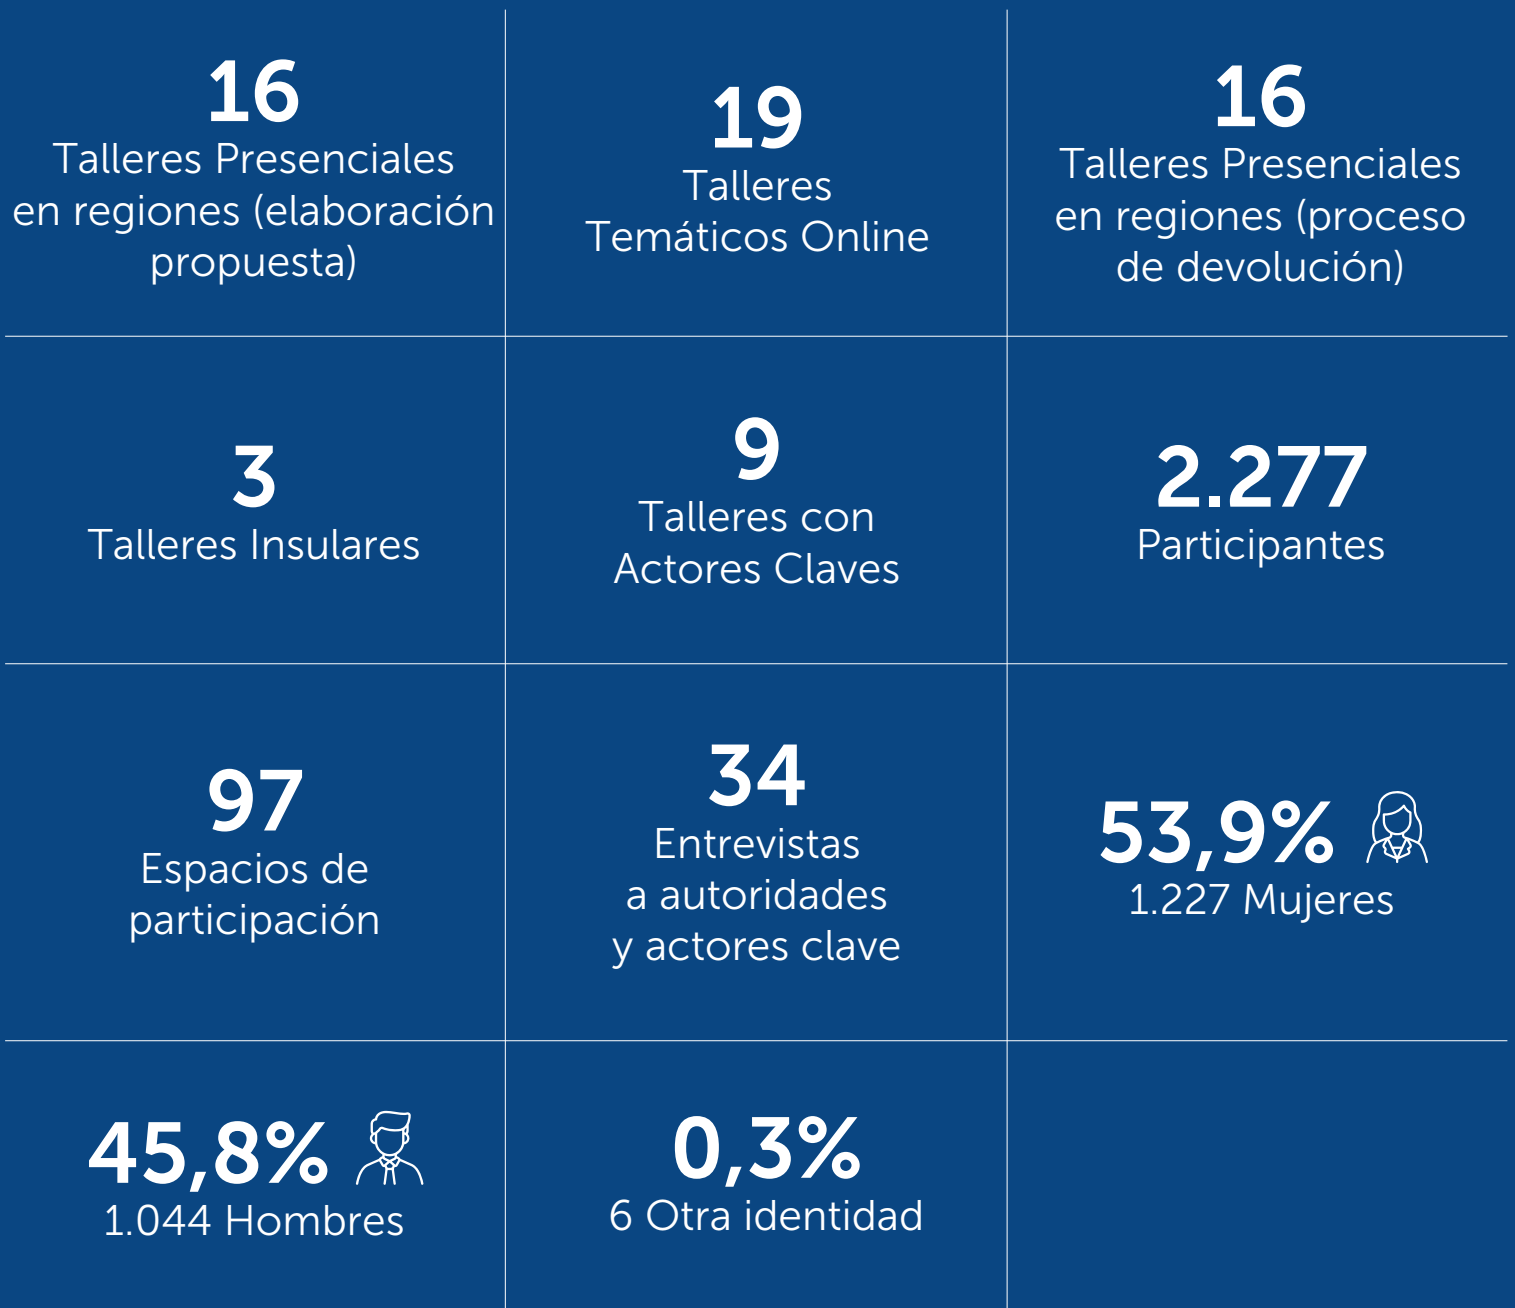 16
Talleres Presenciales
en regiones (elaboración
propuesta)
19
Talleres
Temáticos Online
16
Talleres Presenciales
en regiones (proceso
de devolución)
3
Talleres Insulares
9
Talleres con
Actores Claves
2.277
Participantes
97
Espacios de
participación
34
Entrevistas
a autoridades
y actores clave
53,9%
1.227 Mujeres
45,8%
1.044 Hombres
0,3%
6 Otra identidad